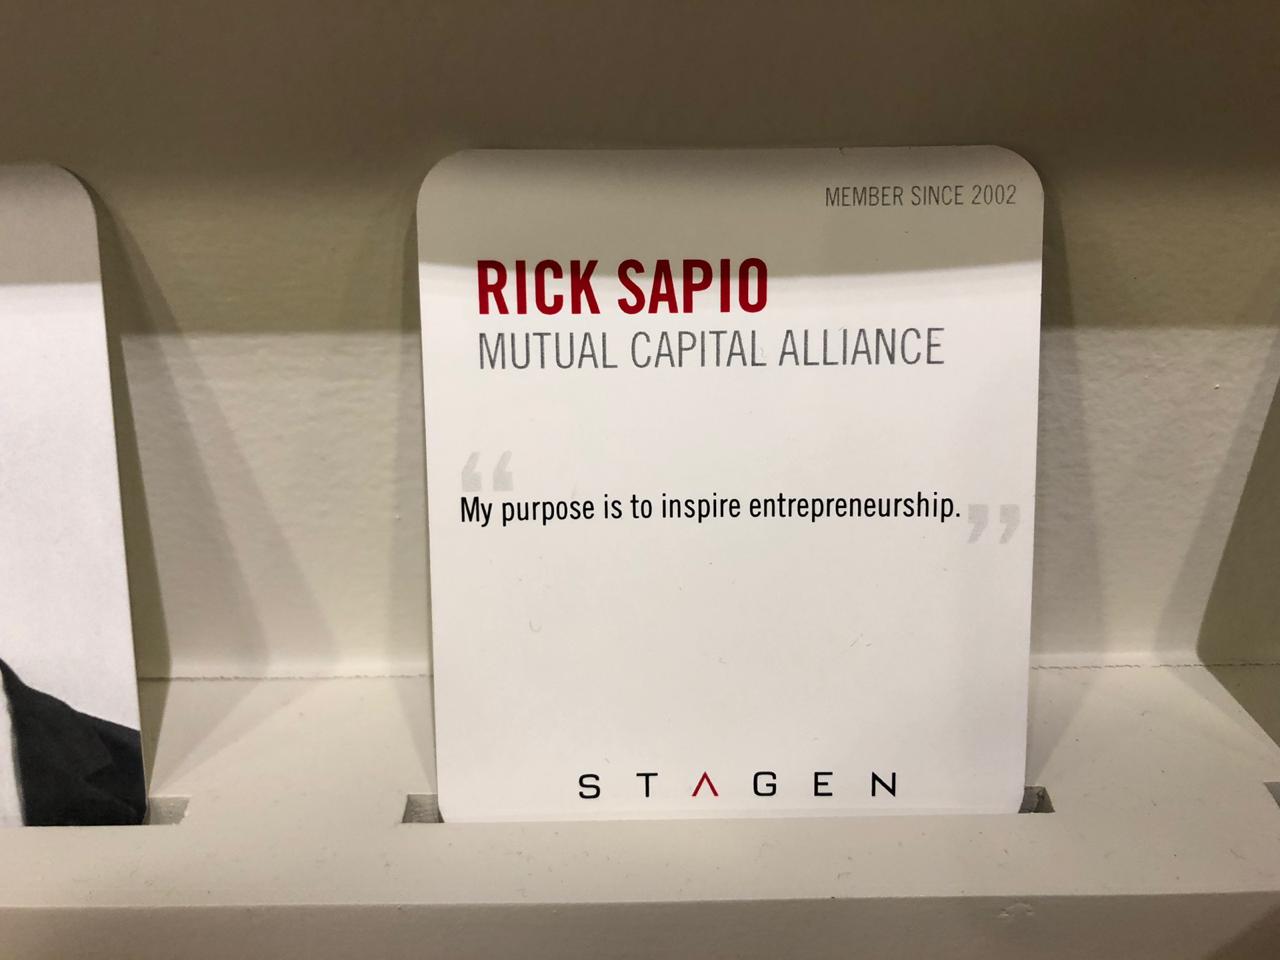 MEMBER SINCE 2002
RICK SAPIO
MUTUAL CAPITAL ALLIANCE
“My purpose is to inspire entrepreneurship.”
STAGEN